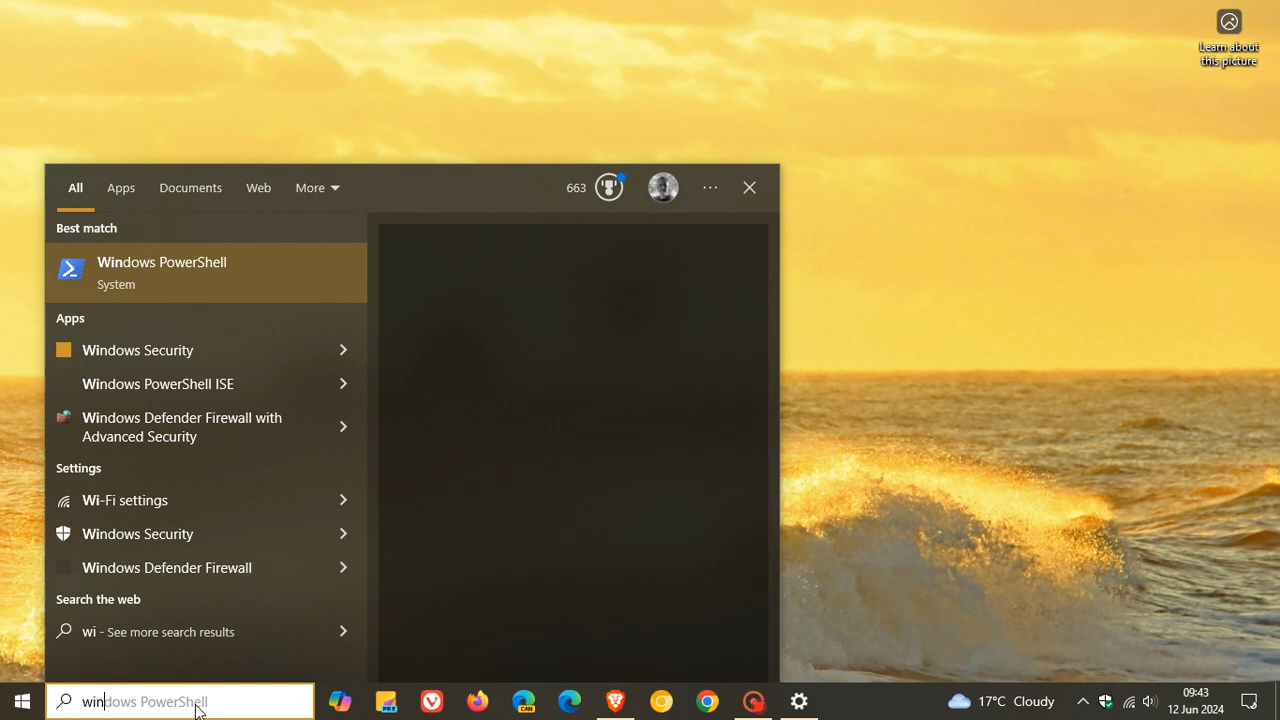 Learn about
this picture
All
Apps
Documents
Web
More
663
Best match
Windows PowerShell
System
Apps
Windows Security
Windows PowerShell ISE
Windows Defender Firewall with
Advanced Security
Settings
Wi-Fi settings
Windows Security
Windows Defender Firewall
Search the web
wi - See more search results
windows PowerShell
PRE
CAN
17°C Cloudy
09:43
12 Jun 2024